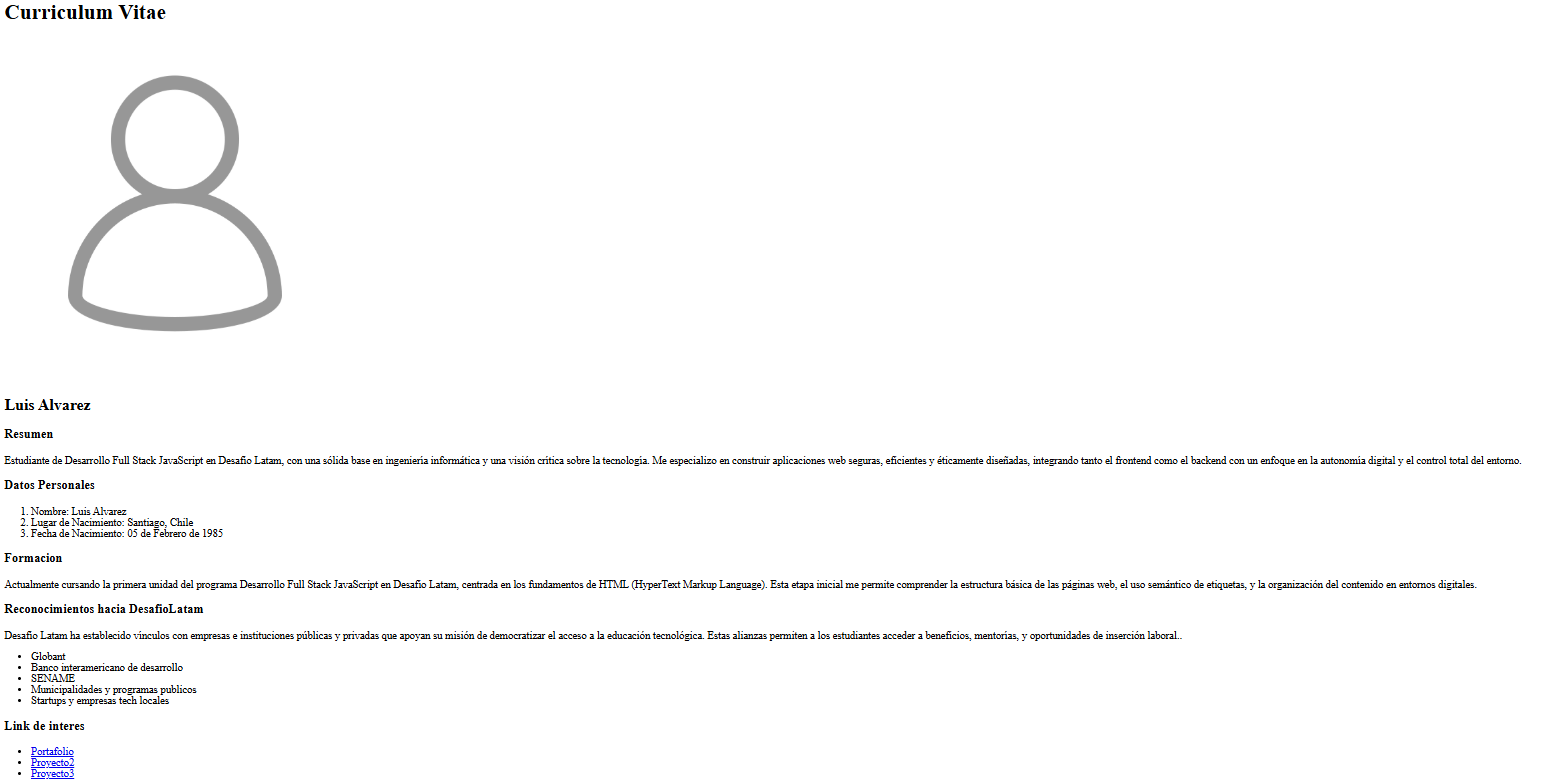 Curriculum Vitae
Luis Alvarez
Resumen
Estudiante de Desarrollo Full Stack JavaScript en Desafío Latam, con una sólida base en ingeniería informática y una visión crítica sobre la tecnología. Me especializo en construir aplicaciones web seguras, eficientes y éticamente diseñadas, integrando tanto el frontend como el backend con un enfoque en la autonomía digital y el control total del entorno.
Datos Personales
1. Nombre: Luis Alvarez
2. Lugar de Nacimiento: Santiago, Chile
3. Fecha de Nacimiento: 05 de Febrero de 1985
Formacion
Actualmente cursando la primera unidad del programa Desarrollo Full Stack JavaScript en Desafío Latam, centrada en los fundamentos de HTML (HyperText Markup Language). Esta etapa inicial me permite comprender la estructura básica de las páginas web, el uso semántico de etiquetas, y la organización del contenido en entornos digitales.
Reconocimientos hacia DesafioLatam
Desafío Latam ha establecido vínculos con empresas e instituciones públicas y privadas que apoyan su misión de democratizar el acceso a la educación tecnológica. Estas alianzas permiten a los estudiantes acceder a beneficios, mentorías, y oportunidades de inserción laboral..
• Globant
• Banco interamericano de desarrollo
• SENAME
• Municipalidades y programas publicos
• Startups y empresas tech locales
Link de interes
• Portafolio
• Proyecto2
• Proyecto3